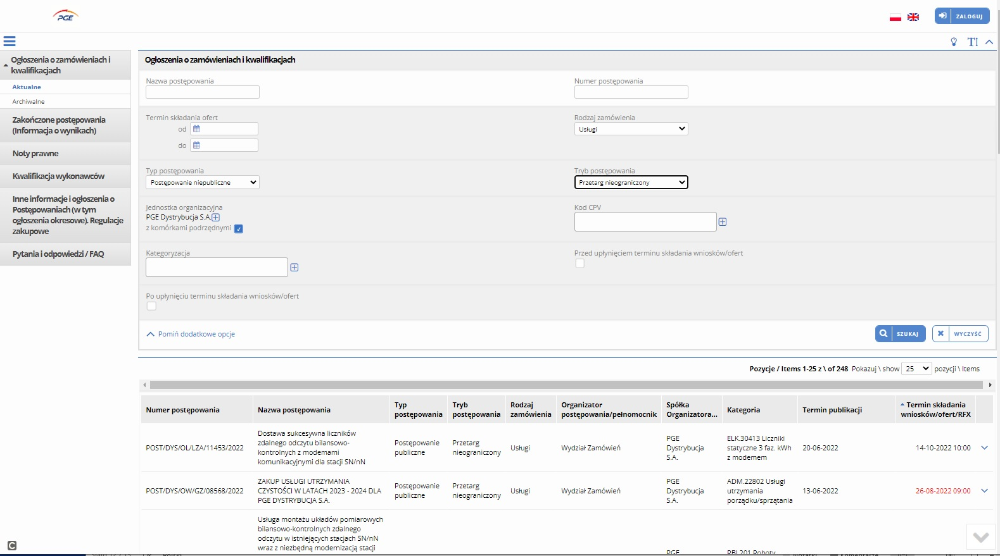 PGE
ZALOGUJ
Ogłoszenia o zamówieniach i kwalifikacjach
Aktualne
Archiwalne
Zakończone postępowania
(Informacja o wynikach)
Noty prawne
Kwalifikacja wykonawców
Inne informacje i ogłoszenia o
Postępowaniach (w tym
ogłoszenia okresowe). Regulacje
zakupowe
Pytania i odpowiedzi / FAQ
Ogłoszenia o zamówieniach i kwalifikacjach
Nazwa postępowania
Numer postępowania
Termin składania ofert
od
do
Rodzaj zamówienia
Usługi
Typ postępowania
Postępowanie niepubliczne
Tryb postępowania
Przetarg nieograniczony
Jednostka organizacyjna
PGE Dystrybucja S.A.
z komórkami podrzędnymi
Kod CPV
Kategoryzacja
Przed upłynięciem terminu składania wniosków/ofert
Po upłynięciu terminu składania wniosków/ofert
Pomiń dodatkowe opcje
SZUKAJ
WYCZYŚĆ
Pozycje / Items 1-25 z \ of 248 Pokazuj \ show 25 pozycji \ Items
Numer postępowania
Nazwa postępowania
Typ
postępowania
Tryb
postępowania
Rodzaj
zamówienia
Organizator
postępowania/pełnomocnik
Spółka
Organizatora...
Kategoria
Termin publikacji
Termin składania
wniosków/ofert/RFX
POST/DYS/OL/LZA/11453/2022
Dostawa sukcesywna liczników
zdalnego odczytu bilansowo-
kontrolnych z modemami
komunikacyjnymi dla stacji SN/nN
Postępowanie
publiczne
Przetarg
nieograniczony
Usługi
Wydział Zamówień
PGE
Dystrybucja
S.A.
ELK.30413 Liczniki
statyczne 3 faz. kWh
z modemem
20-06-2022
14-10-2022 10:00
POST/DYS/OW/GZ/08568/2022
ZAKUP USŁUGI UTRZYMANIA
CZYSTOŚCI W LATACH 2023 - 2024 DLA
PGE DYSTRYBUCJA S.A.
Postępowanie
publiczne
Przetarg
nieograniczony
Usługi
Wydział Zamówień
PGE
Dystrybucja
S.A.
ADM.22802 Usługi
utrzymania
porządku/sprzątania
13-06-2022
26-08-2022 09:00
Usługa montażu układów pomiarowych
bilansowo-kontrolnych zdalnego
odczytu w istniejących stacjach SN/nN
wraz z niezbędną modernizacją stacji
PGE
RBL201 Roboty